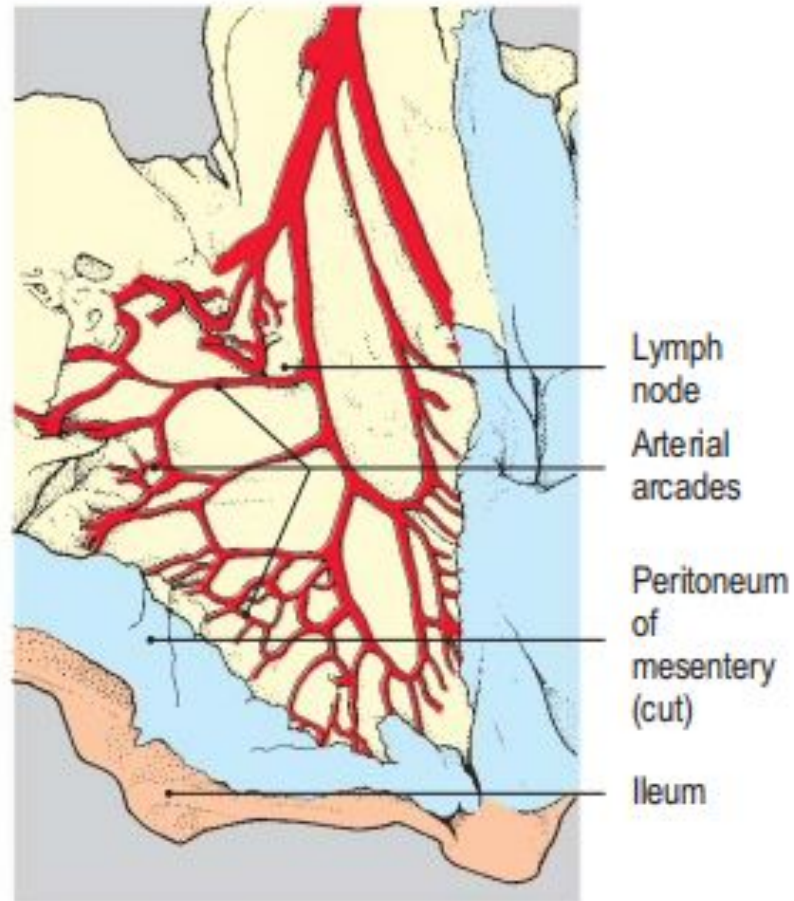 Lymph
node
Arterial
arcades
Peritoneum
of
mesentery
(cut)
Ileum